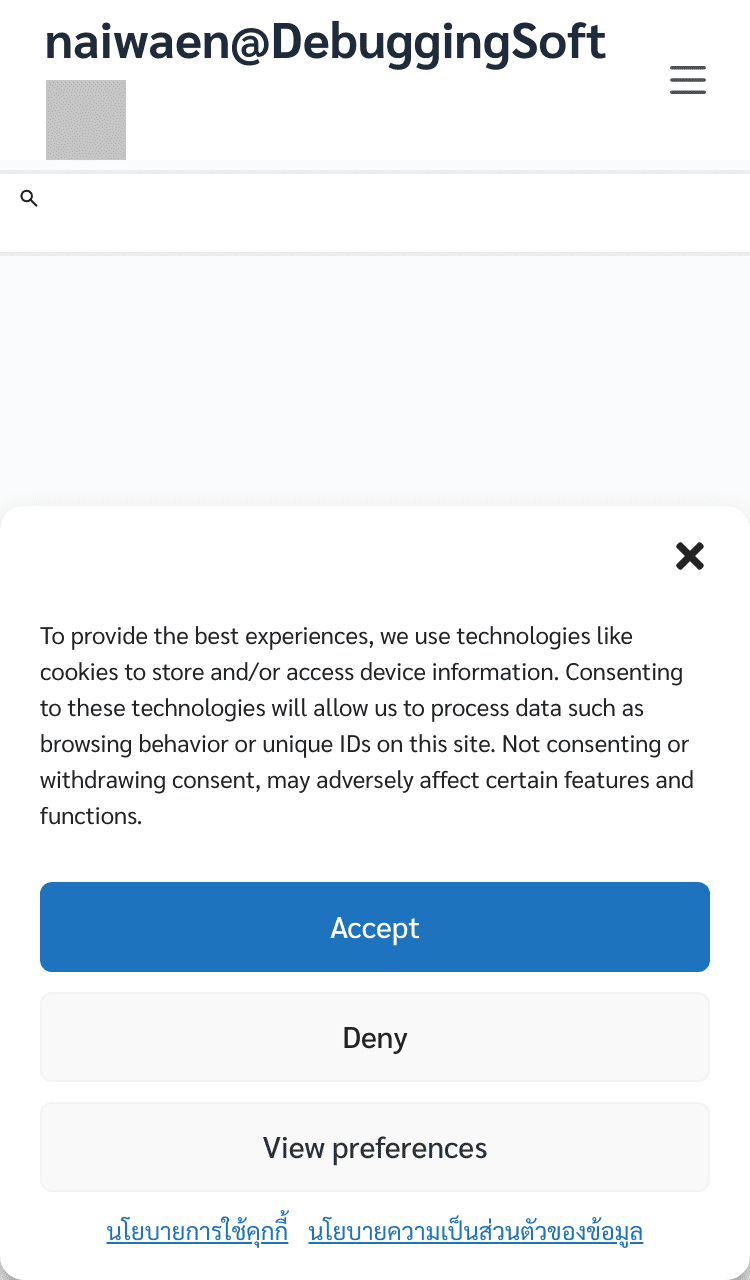 naiwaen@DebuggingSoft
To provide the best experiences, we use technologies like
cookies to store and/or access device information. Consenting
to these technologies will allow us to process data such as
browsing behavior or unique IDs on this site. Not consenting or
withdrawing consent, may adversely affect certain features and
functions.
Accept
Deny
View preferences
นโยบายการใช้คุกกี้ นโยบายความเป็นส่วนตัวของข้อมูล